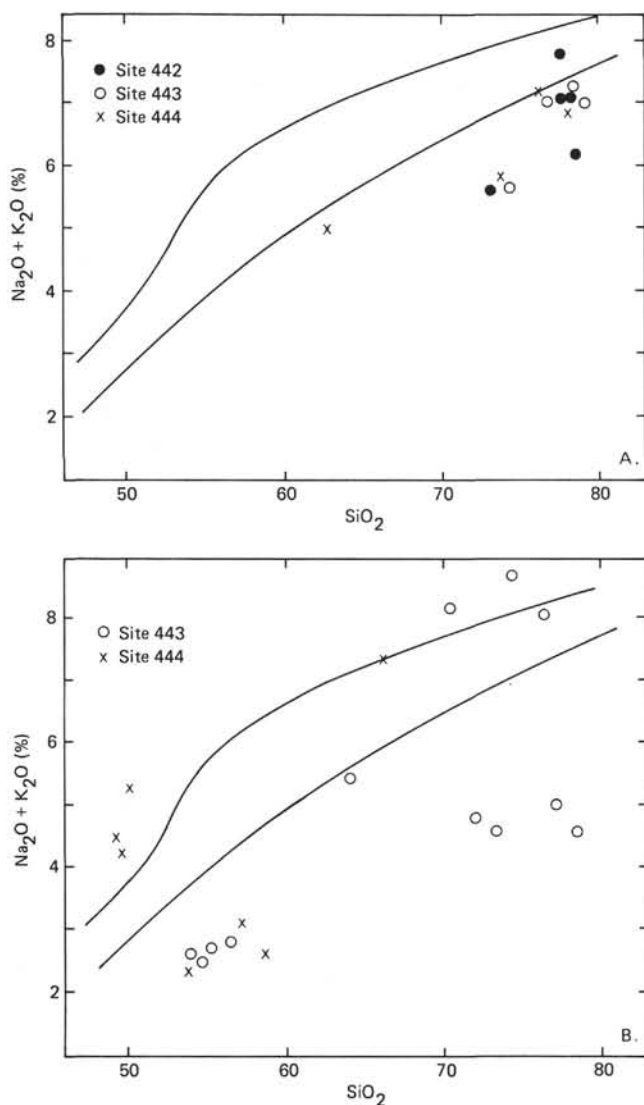 8
● Site 442
○ Site 443
x Site 444
6
Na₂O + K₂O (%)
4
2
A.
50 60 70 80
SiO₂
8
○ Site 443
x Site 444
6
Na₂O + K₂O (%)
4
2
B.
50 60 70 80
SiO₂